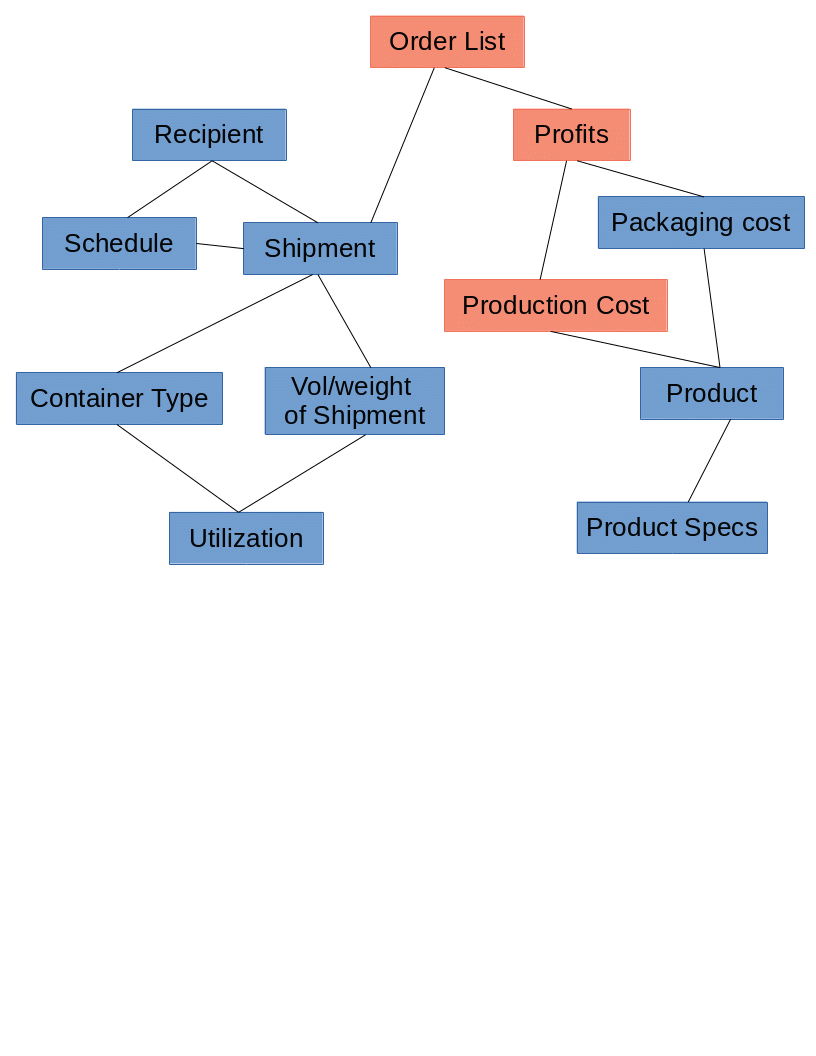 Order List
Recipient
Profits
Packaging cost
Schedule
Shipment
Production Cost
Container Type
Vol/weight
of Shipment
Product
Utilization
Product Specs